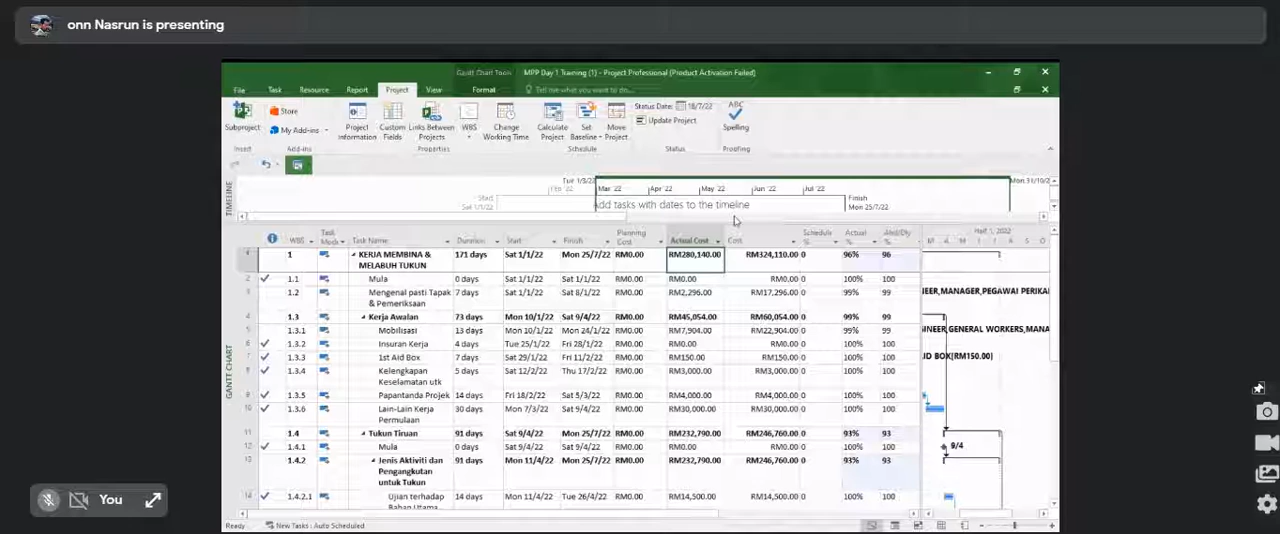 onn Nasrun is presenting
Gantt Chart Tools
MPP Day 1 Training (1) - Project Professional (Product Activation Failed)
File Task Resource Report Project View Format Tell me what you want to do...
Subproject
Store
My Add-ins
Project Information
Custom Fields
Links Between Projects
WBS
Change Working Time
Calculate Project
Set Baseline
Move Project
Status Date: 18/7/22
Update Project
ABC
Spelling
Insert Add-ins Properties Schedule Status Proofing
TIMELINE
Tue 1/3/22
Mon 31/10/2
Mar '22 Apr '22 May '22 Jun '22 Jul '22
Start
Sat 1/1/22
Add tasks with dates to the timeline
Finish
Mon 25/7/22
GANTT CHART
WBS Task Mode Task Name Duration Start Finish Planning Cost Actual Cost Cost Schedule % Actual %
Half 1, 2022
M A M J J A S O N D
1 1 KERJA MEMBINA & MELABUH TUKUN 171 days Sat 1/1/22 Mon 25/7/22 RM0.00 RM280,140.00 RM324,110.00 0 96% 96
2 1.1 Mula 0 days Sat 1/1/22 Sat 1/1/22 RM0.00 RM0.00 RM0.00 0 100% 100
3 1.2 Mengenal pasti Tapak & Pemeriksaan 7 days Sat 1/1/22 Sat 8/1/22 RM0.00 RM2,296.00 RM17,296.00 0 99% 99
EER,MANAGER,PEGAWAI PERIKA
4 1.3 Kerja Awalan 73 days Mon 10/1/22 Sat 9/4/22 RM0.00 RM45,054.00 RM60,054.00 0 99% 99
5 1.3.1 Mobilisasi 13 days Mon 10/1/22 Mon 24/1/22 RM0.00 RM7,904.00 RM22,904.00 0 99% 99
GINEER,GENERAL WORKERS,MANA
6 1.3.2 Insuran Kerja 4 days Tue 25/1/22 Fri 28/1/22 RM0.00 RM0.00 RM0.00 0 100% 100
7 1.3.3 1st Aid Box 7 days Sat 29/1/22 Fri 11/2/22 RM0.00 RM150.00 RM150.00 0 100% 100
ID BOX(RM150.00)
8 1.3.4 Kelengkapan Keselamatan utk 5 days Sat 12/2/22 Thu 17/2/22 RM0.00 RM3,000.00 RM3,000.00 0 100% 100
9 1.3.5 Papantanda Projek 14 days Fri 18/2/22 Sat 5/3/22 RM0.00 RM4,000.00 RM4,000.00 0 100% 100
10 1.3.6 Lain-Lain Kerja Permulaan 30 days Mon 7/3/22 Sat 9/4/22 RM0.00 RM30,000.00 RM30,000.00 0 100% 100
11 1.4 Tukun Tiruan 91 days Sat 9/4/22 Mon 25/7/22 RM0.00 RM232,790.00 RM246,760.00 0 93% 93
12 1.4.1 Mula 0 days Sat 9/4/22 Sat 9/4/22 RM0.00 RM0.00 RM0.00 0 100% 100
9/4
13 1.4.2 Jenis Aktiviti dan Pengangkutan untuk Tukun 91 days Mon 11/4/22 Mon 25/7/22 RM0.00 RM232,790.00 RM246,760.00 0 93% 93
14 1.4.2.1 Ujian terhadap Bahan Utama 14 days Mon 11/4/22 Tue 26/4/22 RM0.00 RM14,500.00 RM14,500.00 0 100% 100
Ready New Tasks : Auto Scheduled
You